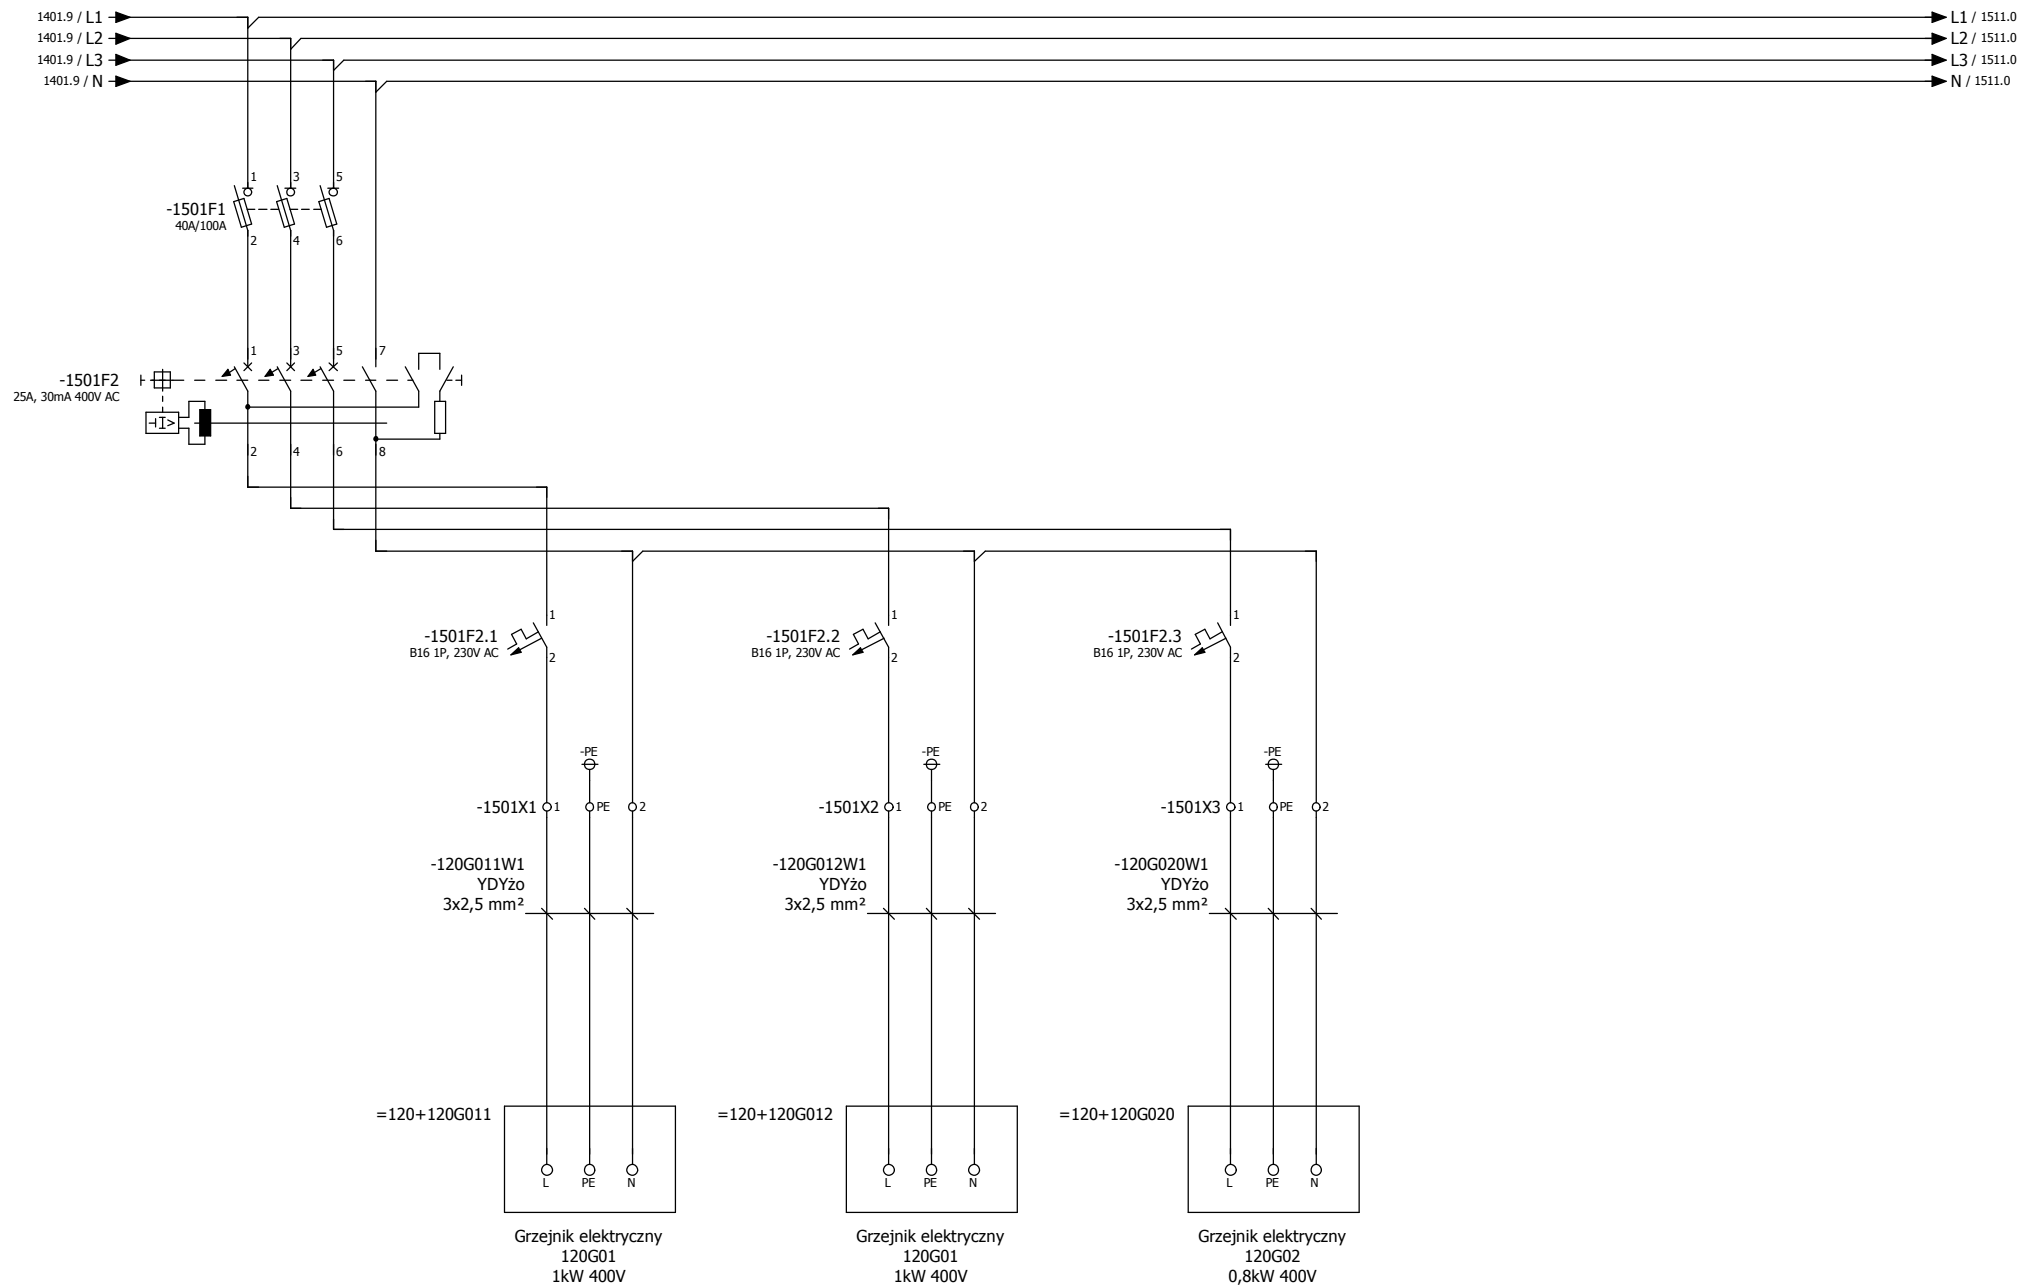 1401.9 / L1
L1 / 1511.0
1401.9 / L2
L2 / 1511.0
1401.9 / L3
L3 / 1511.0
1401.9 / N
N / 1511.0
1 3 5
-1501F1
40A/100A
2 4 6
1 3 5 7
-1501F2
25A, 30mA 400V AC
I>
2 4 6 8
1 1 1
-1501F2.1 -1501F2.2 -1501F2.3
B16 1P, 230V AC B16 1P, 230V AC B16 1P, 230V AC
2 2 2
-PE -PE -PE
-1501X1 1 PE 2 -1501X2 1 PE 2 -1501X3 1 PE 2
-120G011W1 -120G012W1 -120G020W1
YDYżo YDYżo YDYżo
3x2,5 mm² 3x2,5 mm² 3x2,5 mm²
=120+120G011 =120+120G012 =120+120G020
L PE N L PE N L PE N
Grzejnik elektryczny Grzejnik elektryczny Grzejnik elektryczny
120G01 120G01 120G02
1kW 400V 1kW 400V 0,8kW 400V